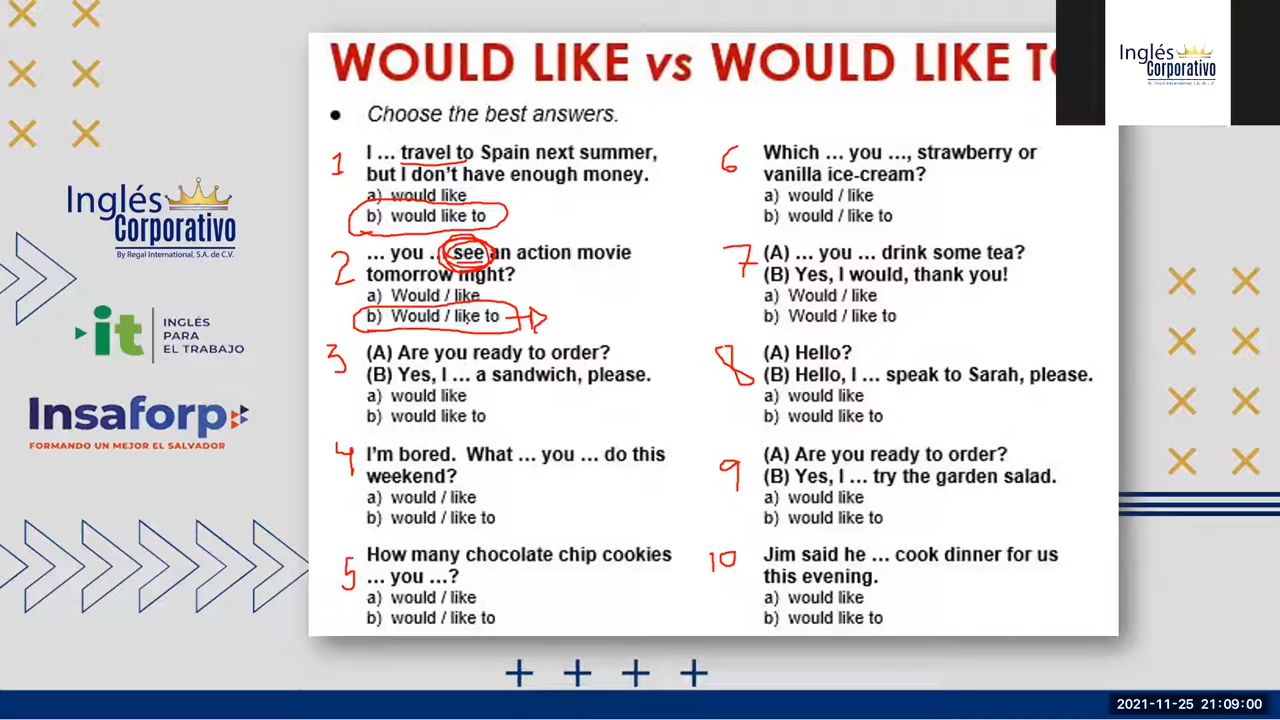 WOULD LIKE vs WOULD LIKE
Inglés
Corporativo
By Regal International, S.A. de C.V.
• Choose the best answers.
1 I ... travel to Spain next summer,
but I don't have enough money.
a) would like
b) would like to
2 ... you ... see an action movie
tomorrow night?
a) Would / like
b) Would / like to
3 (A) Are you ready to order?
(B) Yes, I ... a sandwich, please.
a) would like
b) would like to
4 I'm bored. What ... you ... do this
weekend?
a) would / like
b) would / like to
5 How many chocolate chip cookies
... you ...?
a) would / like
b) would / like to
6 Which ... you ..., strawberry or
vanilla ice-cream?
a) would / like
b) would / like to
7 (A) ... you ... drink some tea?
(B) Yes, I would, thank you!
a) Would / like
b) Would / like to
8 (A) Hello?
(B) Hello, I ... speak to Sarah, please.
a) would like
b) would like to
9 (A) Are you ready to order?
(B) Yes, I ... try the garden salad.
a) would like
b) would like to
10 Jim said he ... cook dinner for us
this evening.
a) would like
b) would like to
Inglés
Corporativo
By Regal International, S.A. de C.V.
it
INGLÉS
PARA
EL TRABAJO
Insaforp
FORMANDO UN MEJOR EL SALVADOR
2021-11-25 21:09:00